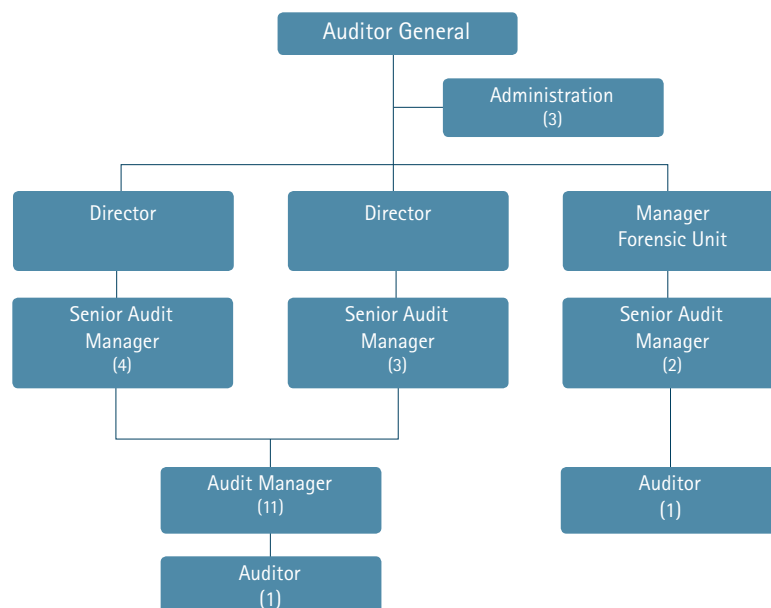 Auditor General
Administration
(3)
Director
Director
Manager
Forensic Unit
Senior Audit
Manager
(4)
Senior Audit
Manager
(3)
Senior Audit
Manager
(2)
Audit Manager
(11)
Auditor
(1)
Auditor
(1)